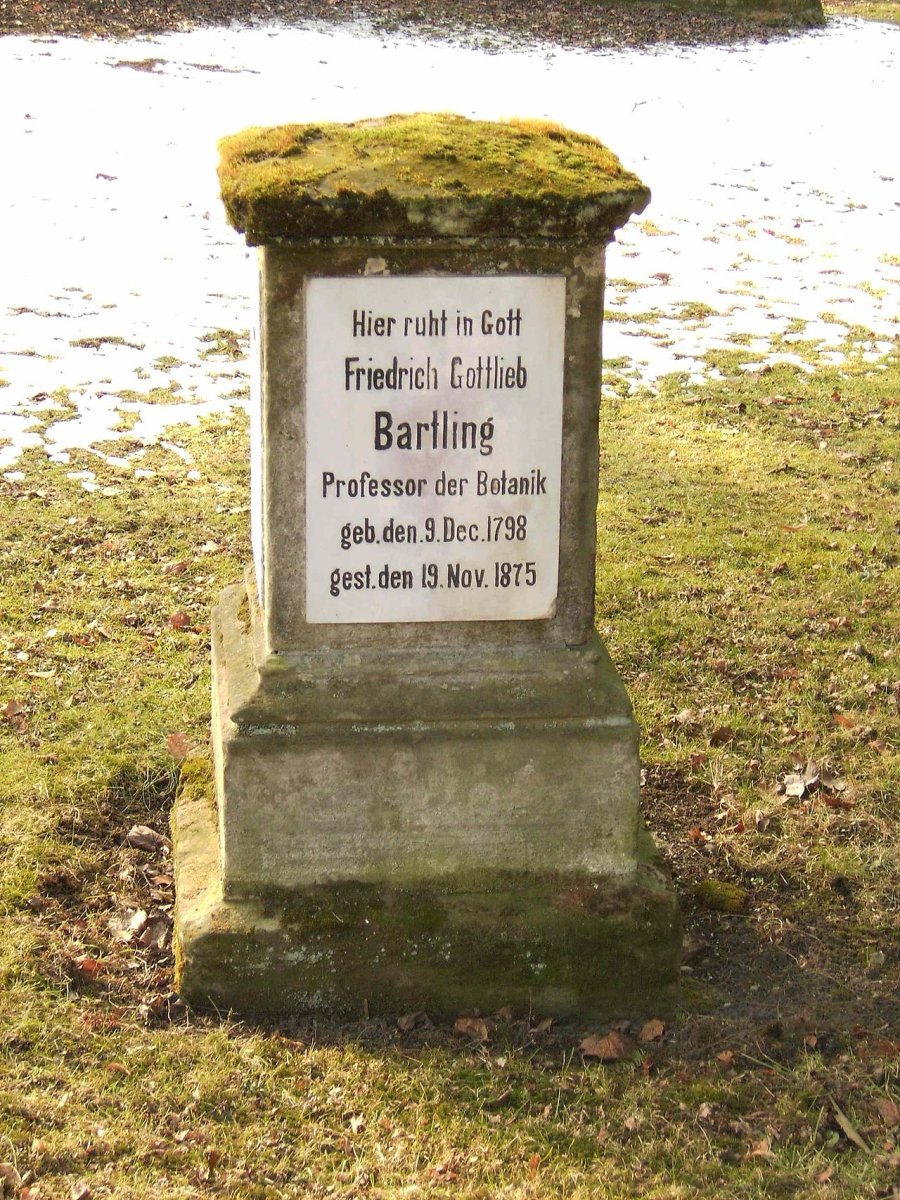 Hier ruht in Gott
Friedrich Gottlieb
Bartling
Professor der Botanik
geb. den. 9. Dec. 1798
gest. den 19. Nov. 1875